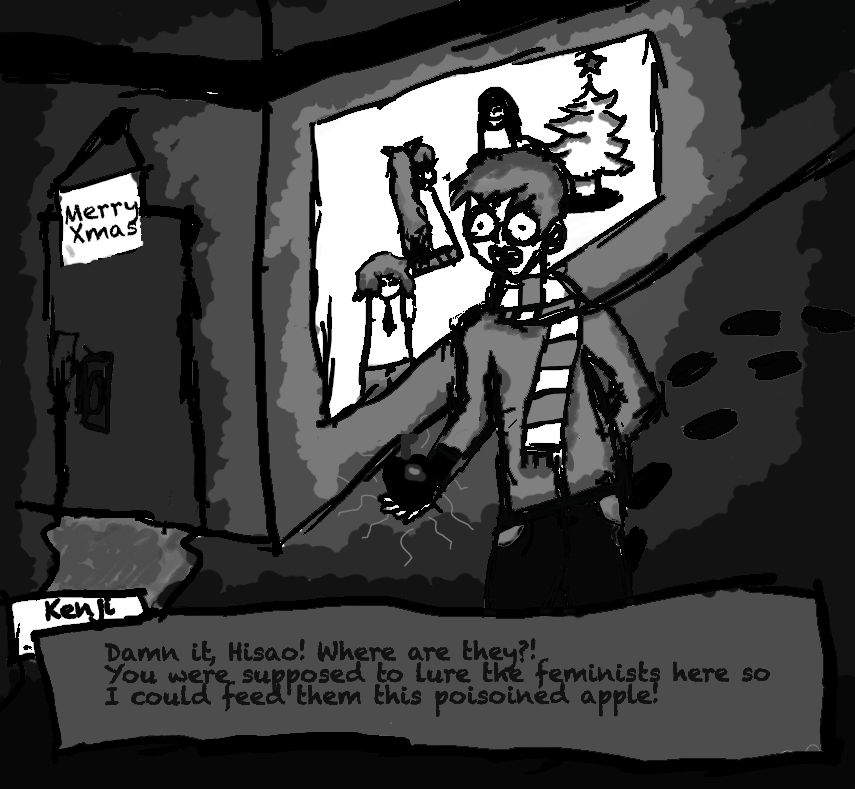 Merry
Xmas
Kenji
Damn it, Hisao! Where are they?!
You were supposed to lure the feminists here so
I could feed them this poisoined apple!